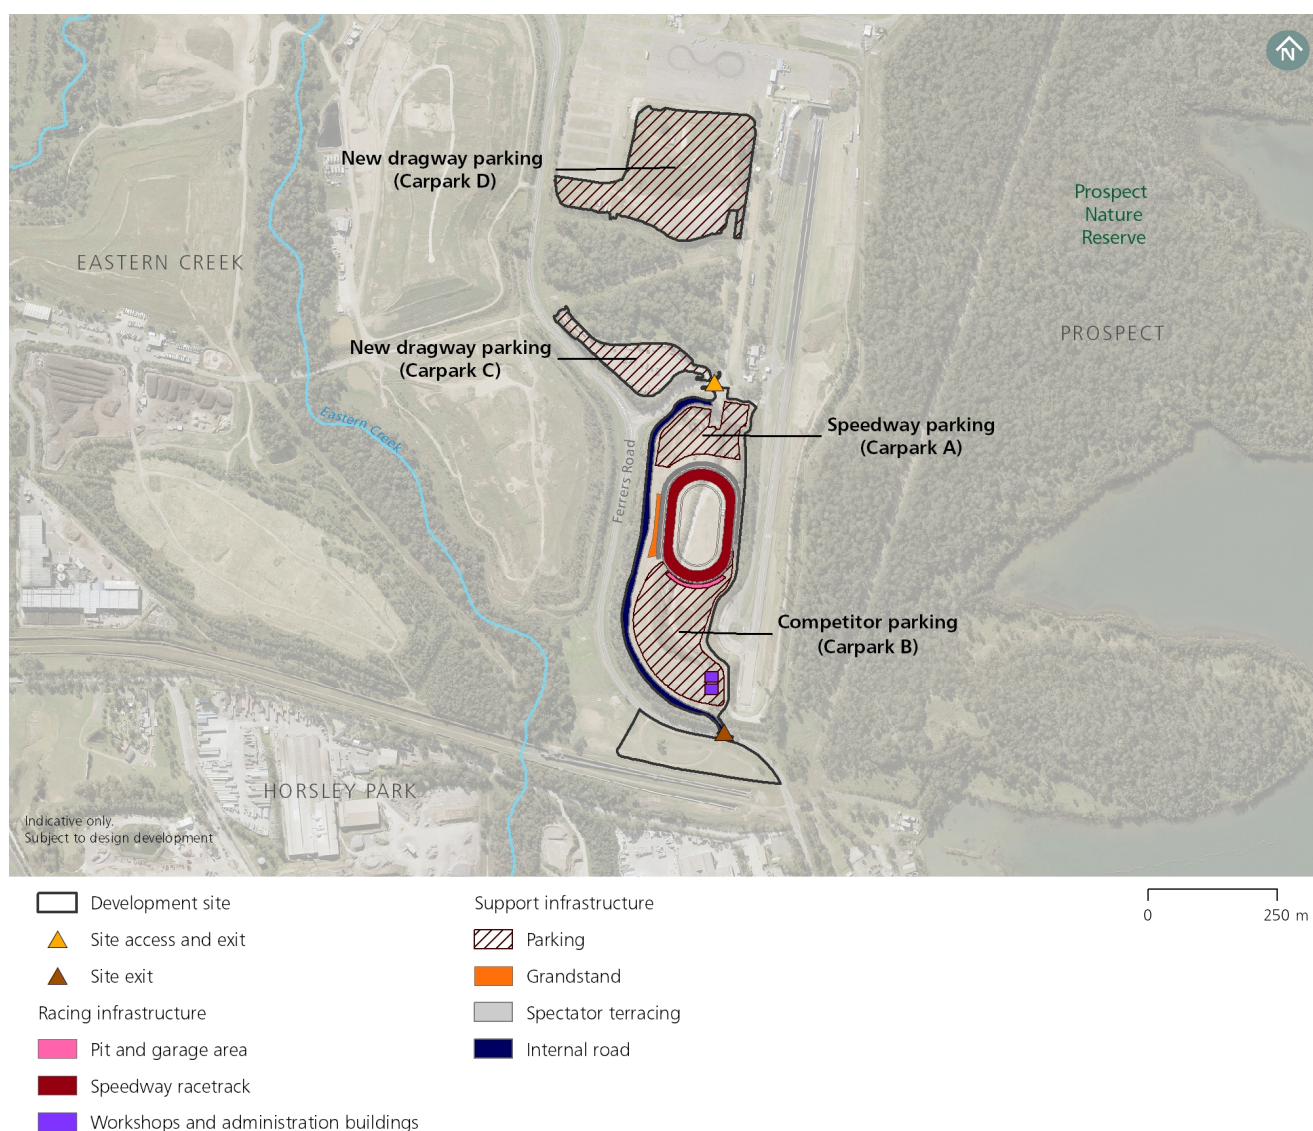 N
New dragway parking
(Carpark D)
Prospect
Nature
Reserve
EASTERN CREEK
PROSPECT
New dragway parking
(Carpark C)
Eastern Creek
Ferrers Road
Speedway parking
(Carpark A)
Competitor parking
(Carpark B)
HORSLEY PARK
Indicative only.
Subject to design development
Development site
Site access and exit
Site exit
Racing infrastructure
Pit and garage area
Speedway racetrack
Workshops and administration buildings
Support infrastructure
Parking
Grandstand
Spectator terracing
Internal road
0 250 m